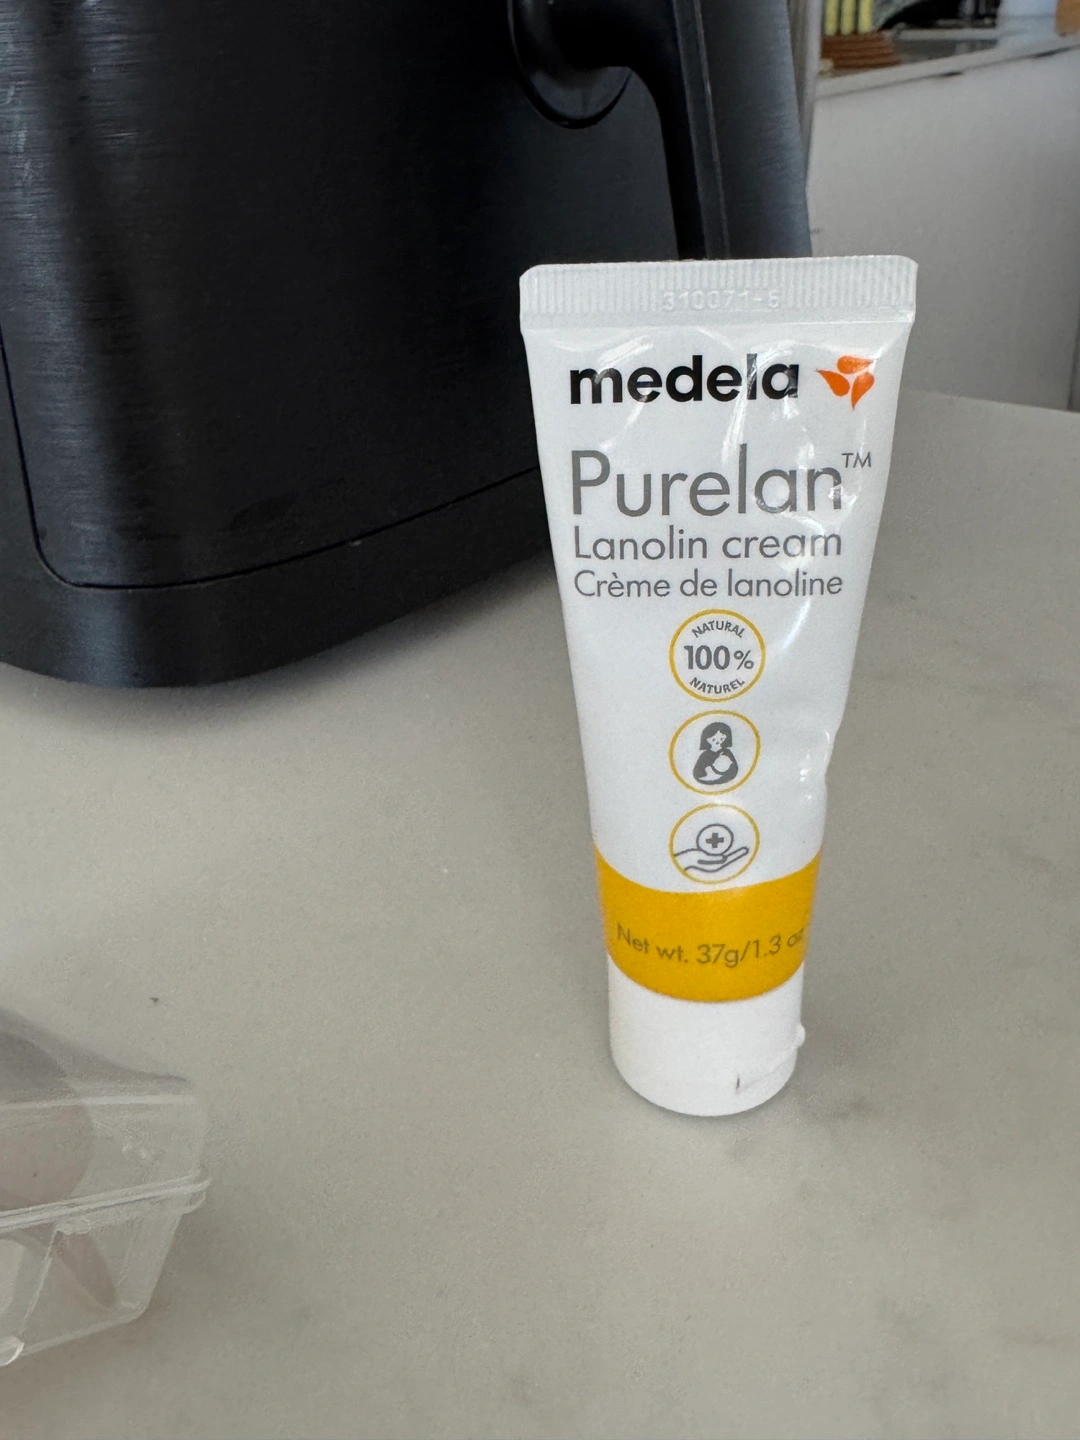 310071-5
medela
Purelan™
Lanolin cream
Crème de lanoline
NATURAL
100%
NATUREL
Net wt. 37g/1.3 oz